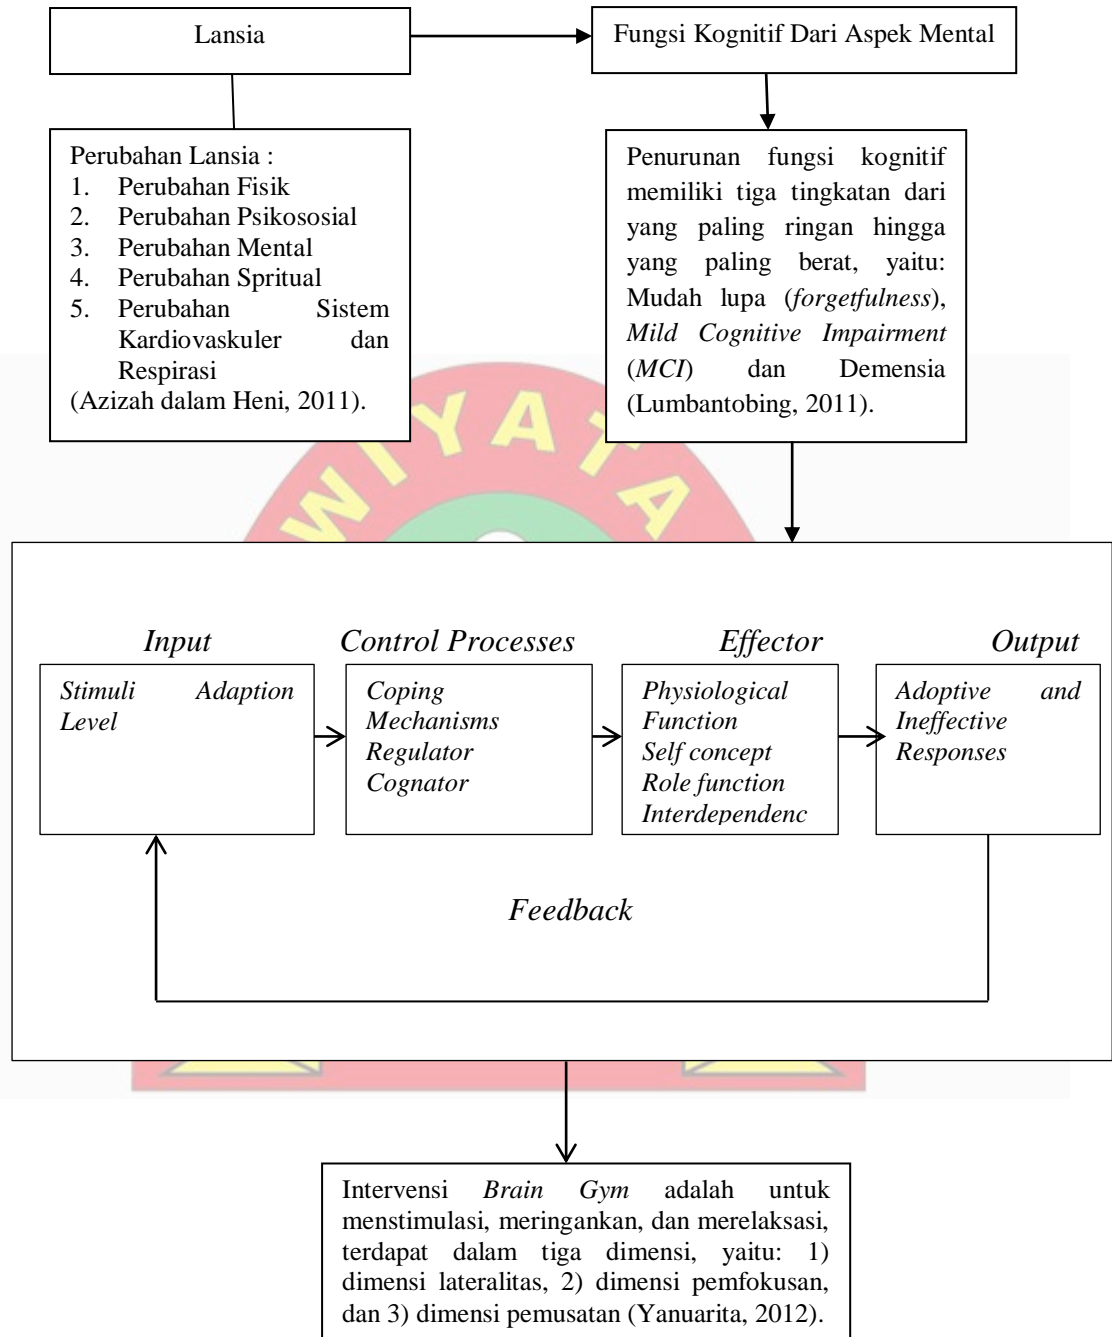 Lansia
Fungsi Kognitif Dari Aspek Mental
Perubahan Lansia :
1. Perubahan Fisik
2. Perubahan Psikososial
3. Perubahan Mental
4. Perubahan Spritual
5. Perubahan Sistem
Kardiovaskuler dan
Respirasi
(Azizah dalam Heni, 2011).
Penurunan fungsi kognitif
memiliki tiga tingkatan dari
yang paling ringan hingga
yang paling berat, yaitu:
Mudah lupa (forgetfulness),
Mild Cognitive Impairment
(MCI) dan Demensia
(Lumbantobing, 2011).
WIYATA
Input
Control Processes
Effector
Output
Stimuli Adaption
Level
Coping
Mechanisms
Regulator
Cognator
Physiological
Function
Self concept
Role function
Interdependenc
Adoptive and
Ineffective
Responses
Feedback
Intervensi Brain Gym adalah untuk
menstimulasi, meringankan, dan merelaksasi,
terdapat dalam tiga dimensi, yaitu: 1)
dimensi lateralitas, 2) dimensi pemfokusan,
dan 3) dimensi pemusatan (Yanuarita, 2012).